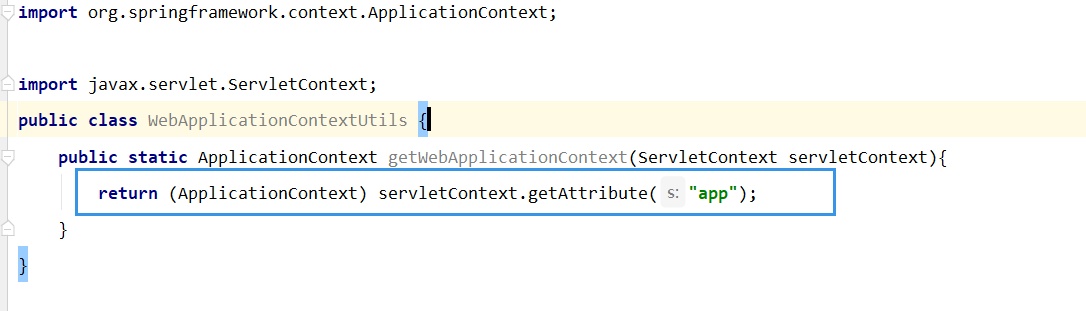 import org.springframework.context.ApplicationContext;
import javax.servlet.ServletContext;
public class WebApplicationContextUtils {
public static ApplicationContext getWebApplicationContext(ServletContext servletContext){
return (ApplicationContext) servletContext.getAttribute( s: "app");
}
}